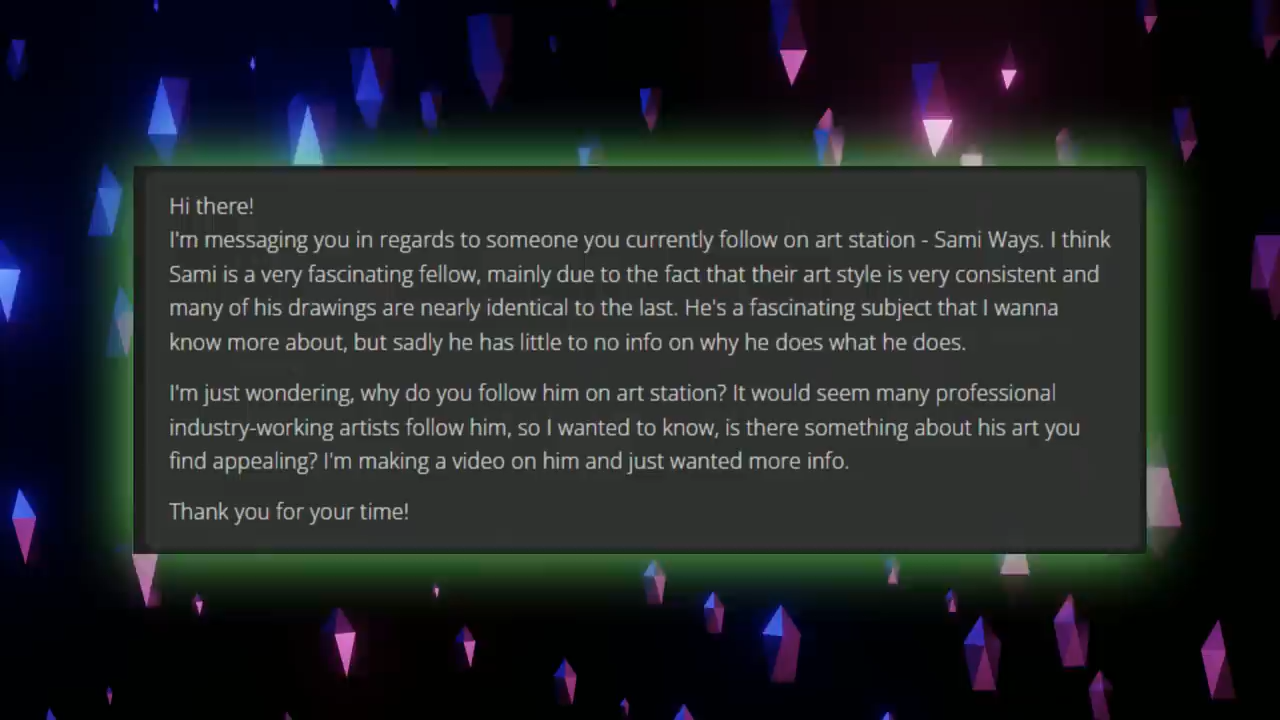 Hi there!
I'm messaging you in regards to someone you currently follow on art station - Sami Ways. I think
Sami is a very fascinating fellow, mainly due to the fact that their art style is very consistent and
many of his drawings are nearly identical to the last. He's a fascinating subject that I wanna
know more about, but sadly he has little to no info on why he does what he does.
I'm just wondering, why do you follow him on art station? It would seem many professional
industry-working artists follow him, so I wanted to know, is there something about his art you
find appealing? I'm making a video on him and just wanted more info.
Thank you for your time!